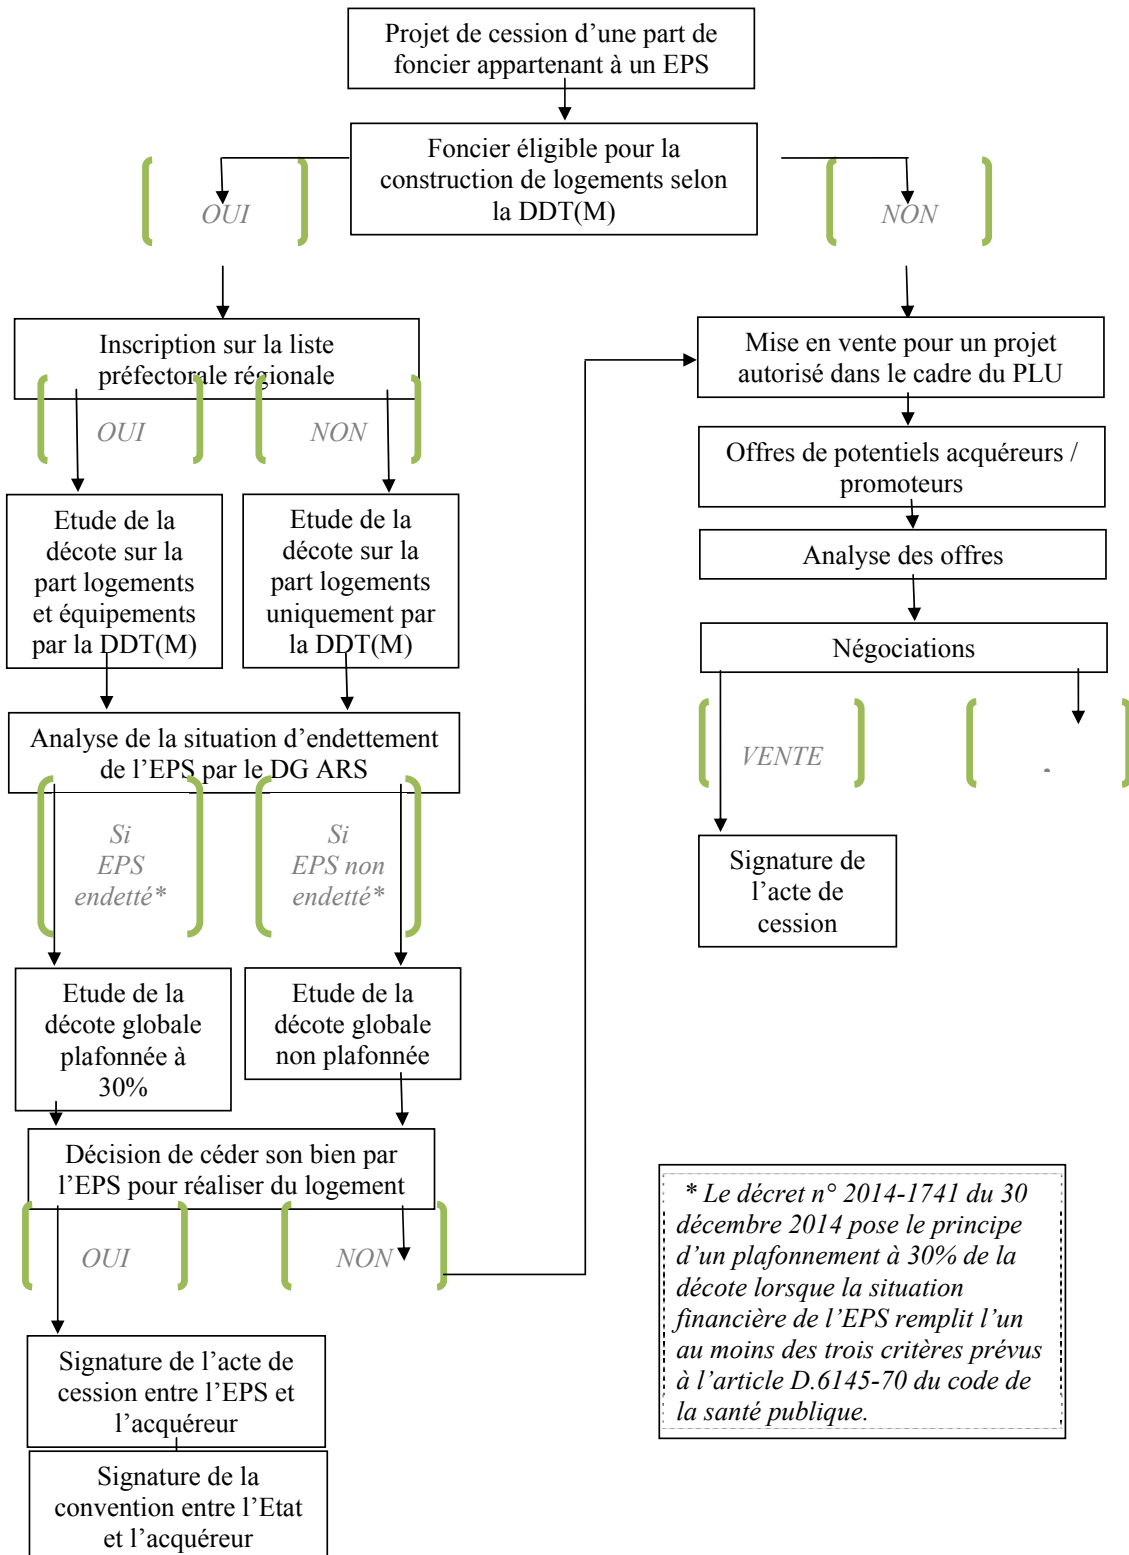 Projet de cession d’une part de
foncier appartenant à un EPS
Foncier éligible pour la
construction de logements selon
la DDT(M)
OUI
NON
Inscription sur la liste
préfectorale régionale
OUI
NON
Etude de la
décote sur la
part logements
et équipements
par la DDT(M)
Etude de la
décote sur la
part logements
uniquement par
la DDT(M)
Analyse de la situation d’endettement
de l’EPS par le DG ARS
Si
EPS
endetté*
Si
EPS non
endetté*
Etude de la
décote globale
plafonnée à
30%
Etude de la
décote globale
non plafonnée
Décision de céder son bien par
l’EPS pour réaliser du logement
OUI
NON
Signature de l’acte de
cession entre l’EPS et
l’acquéreur
Signature de la
convention entre l’Etat
et l’acquéreur
Mise en vente pour un projet
autorisé dans le cadre du PLU
Offres de potentiels acquéreurs /
promoteurs
Analyse des offres
Négociations
VENTE
.
Signature de
l’acte de
cession
* Le décret n° 2014-1741 du 30
décembre 2014 pose le principe
d’un plafonnement à 30% de la
décote lorsque la situation
financière de l’EPS remplit l’un
au moins des trois critères prévus
à l’article D.6145-70 du code de
la santé publique.